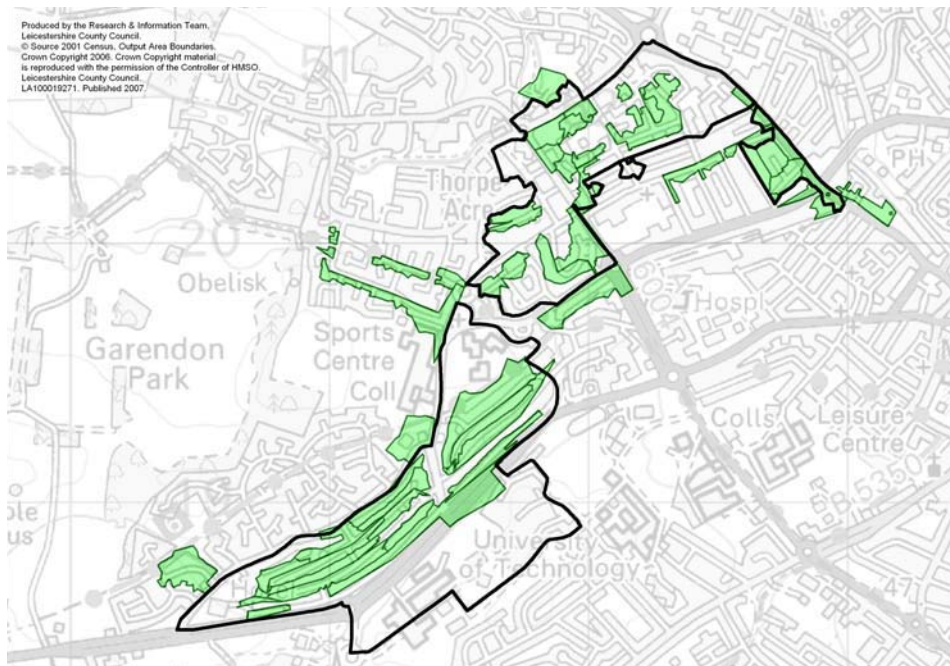 Produced by the Research & Information Team,
Leicestershire County Council.
© Source 2001 Census, Output Area Boundaries.
Crown Copyright 2006. Crown Copyright material
is reproduced with the permission of the Controller of HMSO.
Leicestershire County Council.
LA100019271. Published 2007.
Thorpe
Acre
PH
Obelisk
Hospl
Garendon
Park
Sports
Centre
Coll
Colls
Leisure
Centre
University
of Technology